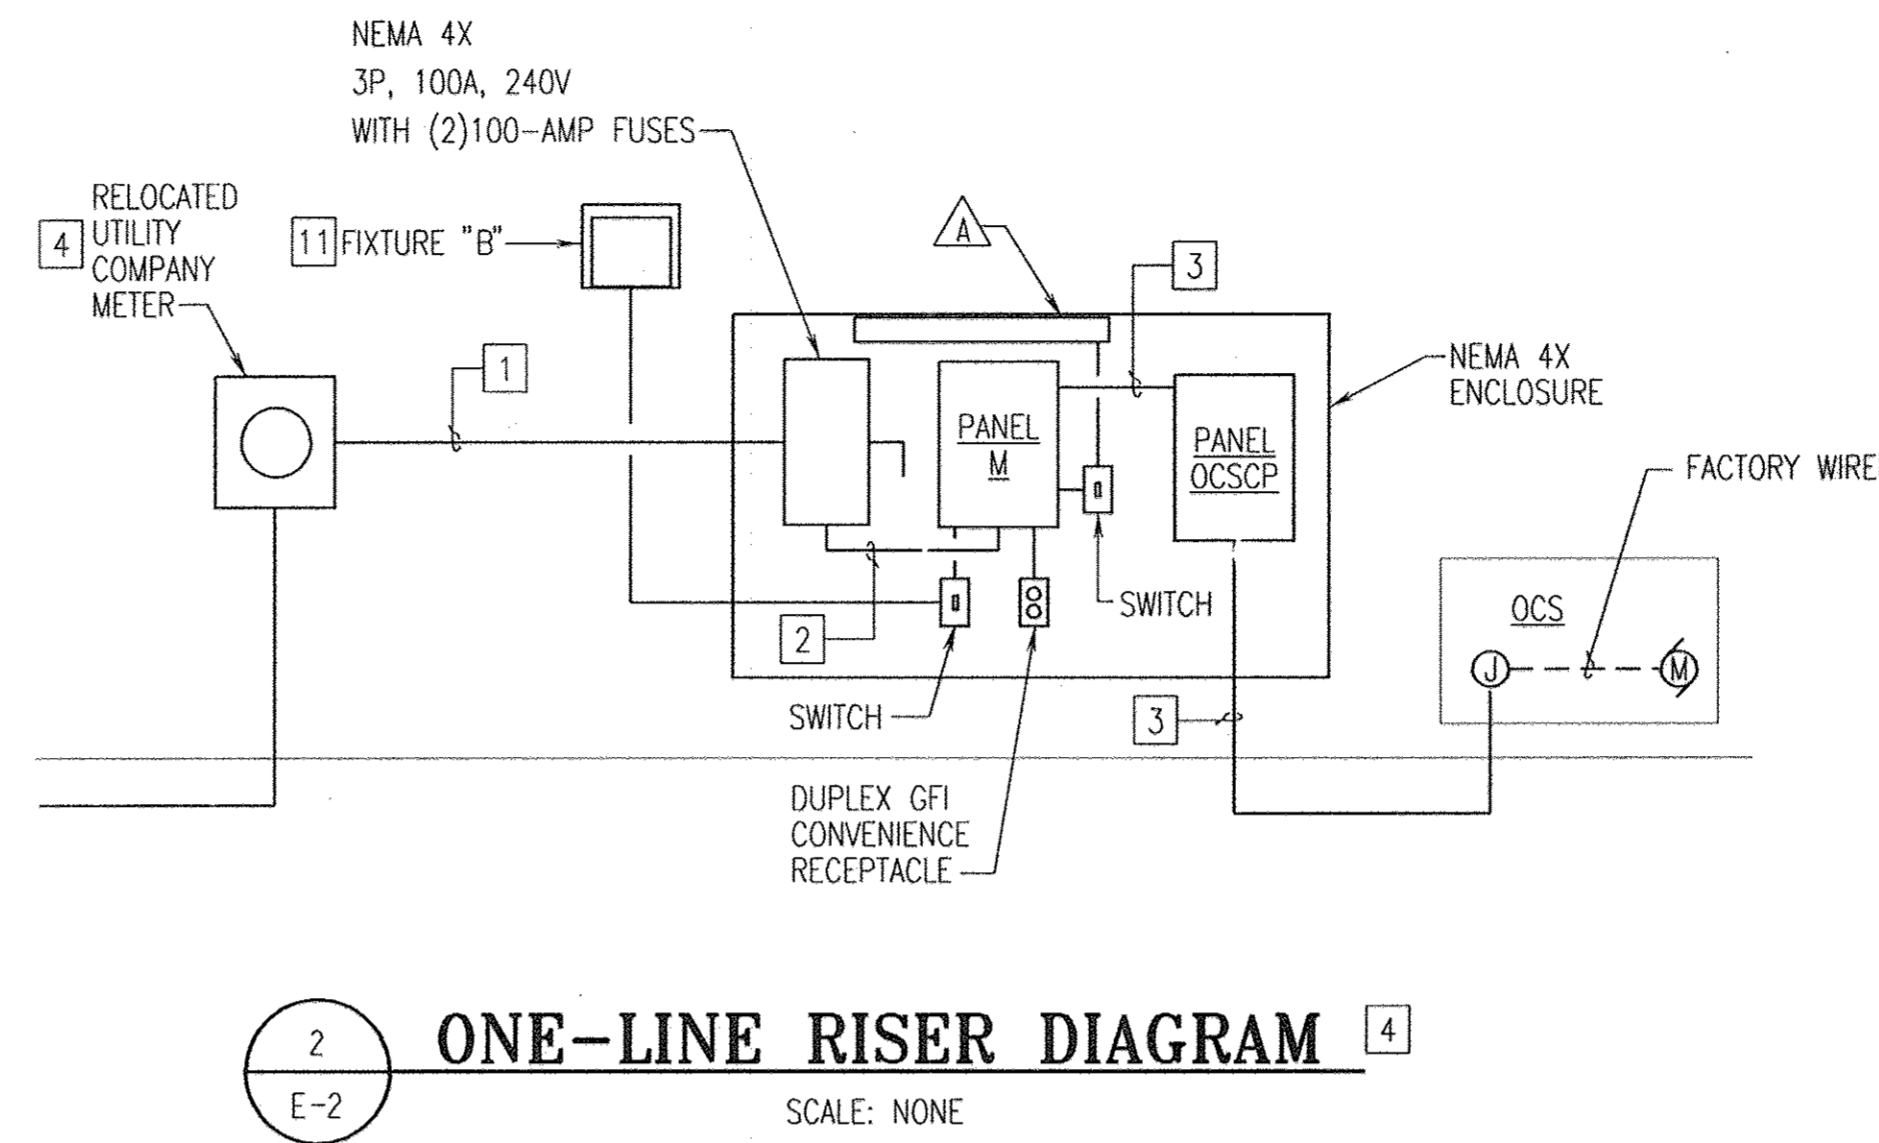 NEMA 4X
3P, 100A, 240V
WITH (2)100-AMP FUSES
4
RELOCATED
UTILITY
COMPANY
METER
11 FIXTURE "B"
A
3
1
NEMA 4X
ENCLOSURE
PANEL
M
PANEL
OCSCP
FACTORY WIRE
SWITCH
2
OCS
J
M
SWITCH
3
DUPLEX GFI
CONVENIENCE
RECEPTACLE
2
E-2
ONE-LINE RISER DIAGRAM 4
SCALE: NONE